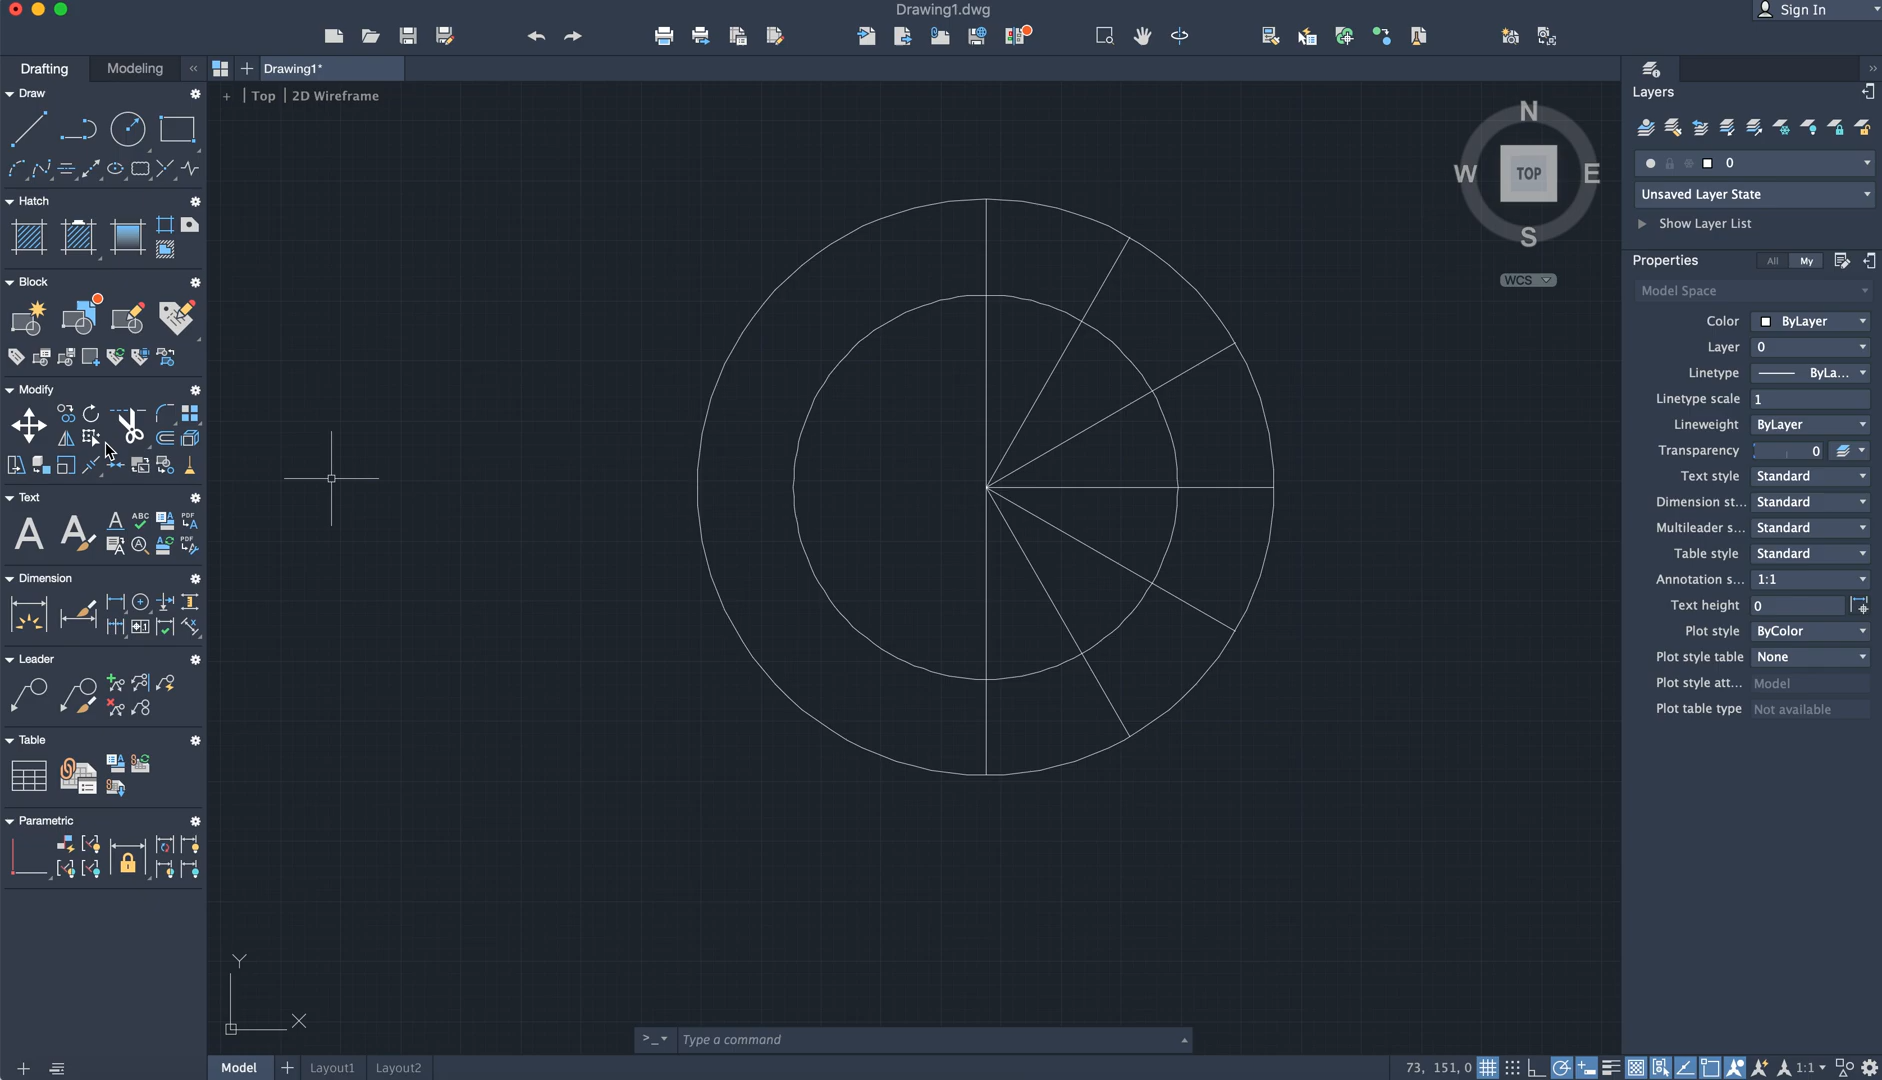 Drawing1.dwg
Sign In
Drafting
Modeling
Drawing1*
Draw
+ | Top | 2D Wireframe
Hatch
Block
Modify
Text
ABC
PDF
A
PDF
Dimension
Leader
Table
Parametric
N
W
TOP
E
S
WCS
Y
X
>_
Type a command
Model
Layout1
Layout2
73, 151, 0
1:1
Layers
0
Unsaved Layer State
Show Layer List
Properties
All
My
Model Space
Color ByLayer
Layer 0
Linetype ByLa...
Linetype scale 1
Lineweight ByLayer
Transparency 0
Text style Standard
Dimension st... Standard
Multileader s... Standard
Table style Standard
Annotation s... 1:1
Text height 0
Plot style ByColor
Plot style table None
Plot style att... Model
Plot table type Not available